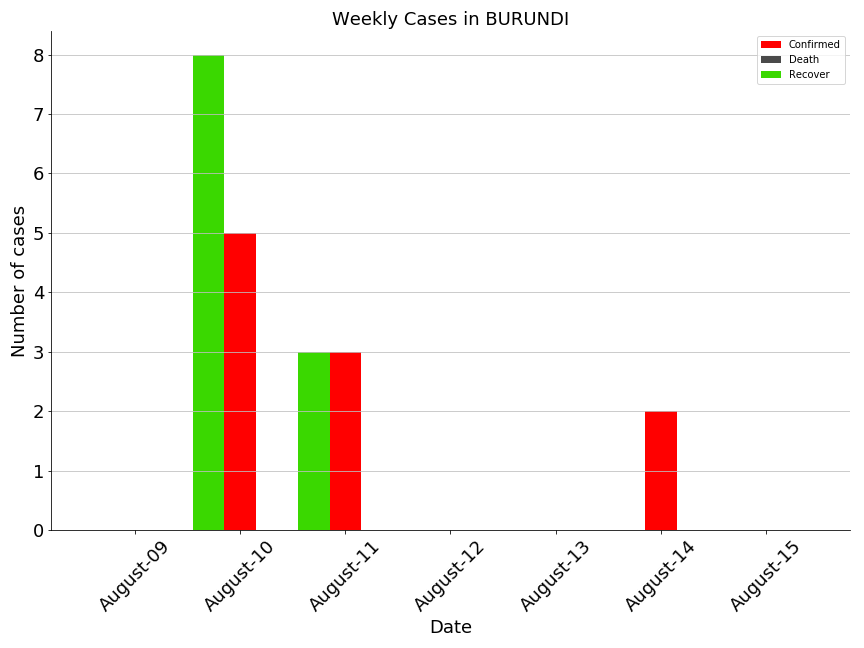 Weekly Cases in BURUNDI
Confirmed
Death
Recover
Number of cases
8
7
6
5
4
3
2
1
0
August-09
August-10
August-11
August-12
August-13
August-14
August-15
Date